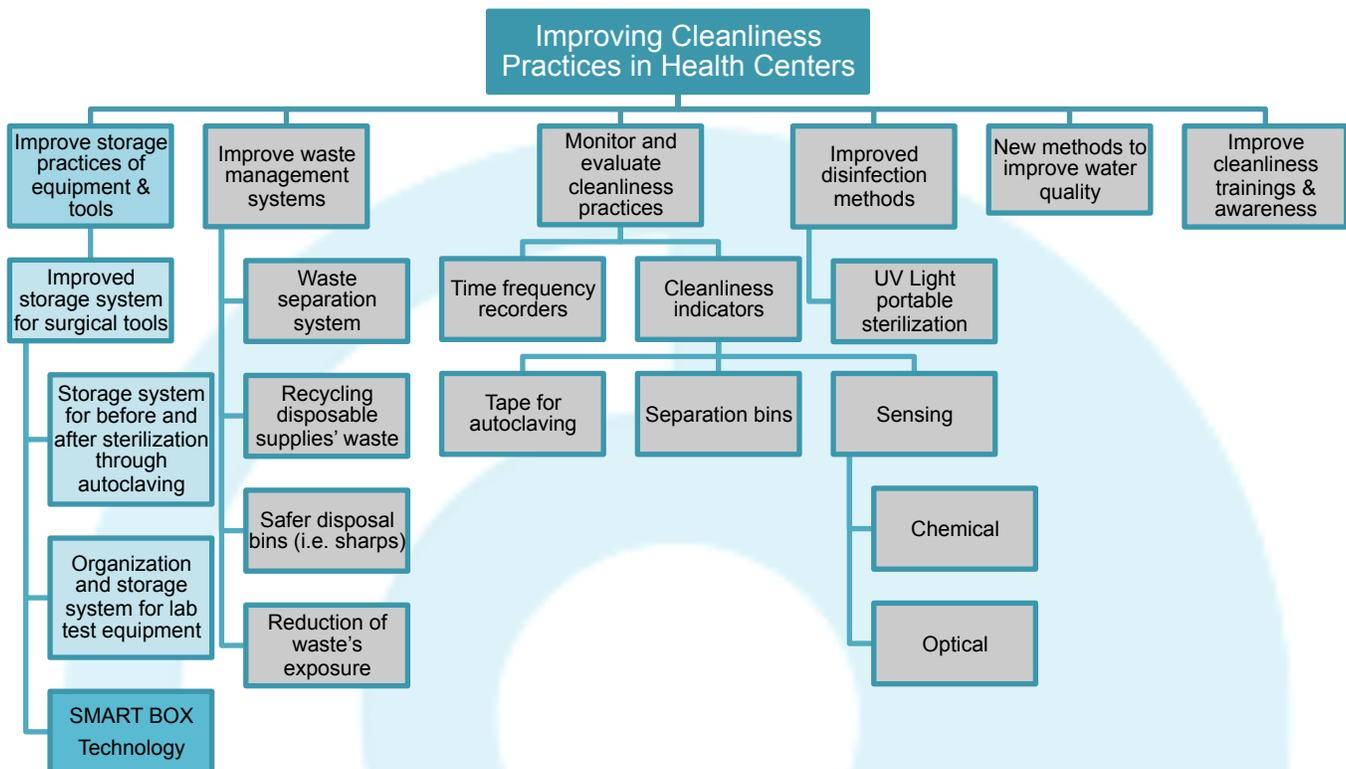 Improving Cleanliness
Practices in Health Centers
Improve storage
practices of
equipment &
tools
Improved
storage system
for surgical tools
Storage system
for before and
after sterilization
through
autoclaving
Organization
and storage
system for lab
test equipment
SMART BOX
Technology
Improve waste
management
systems
Waste
separation
system
Recycling
disposable
supplies’ waste
Safer disposal
bins (i.e. sharps)
Reduction of
waste’s
exposure
Monitor and
evaluate
cleanliness
practices
Time frequency
recorders
Cleanliness
indicators
Tape for
autoclaving
Separation bins
Sensing
Chemical
Optical
Improved
disinfection
methods
UV Light
portable
sterilization
New methods to
improve water
quality
Improve
cleanliness
trainings &
awareness